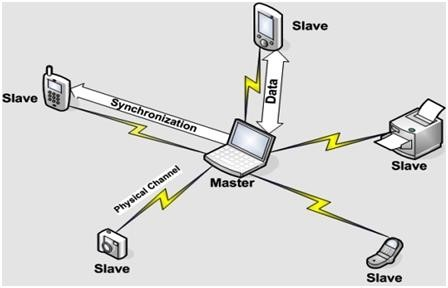 Slave
Slave
Synchronization
Data
Slave
Master
Physical Channel
Slave
Slave